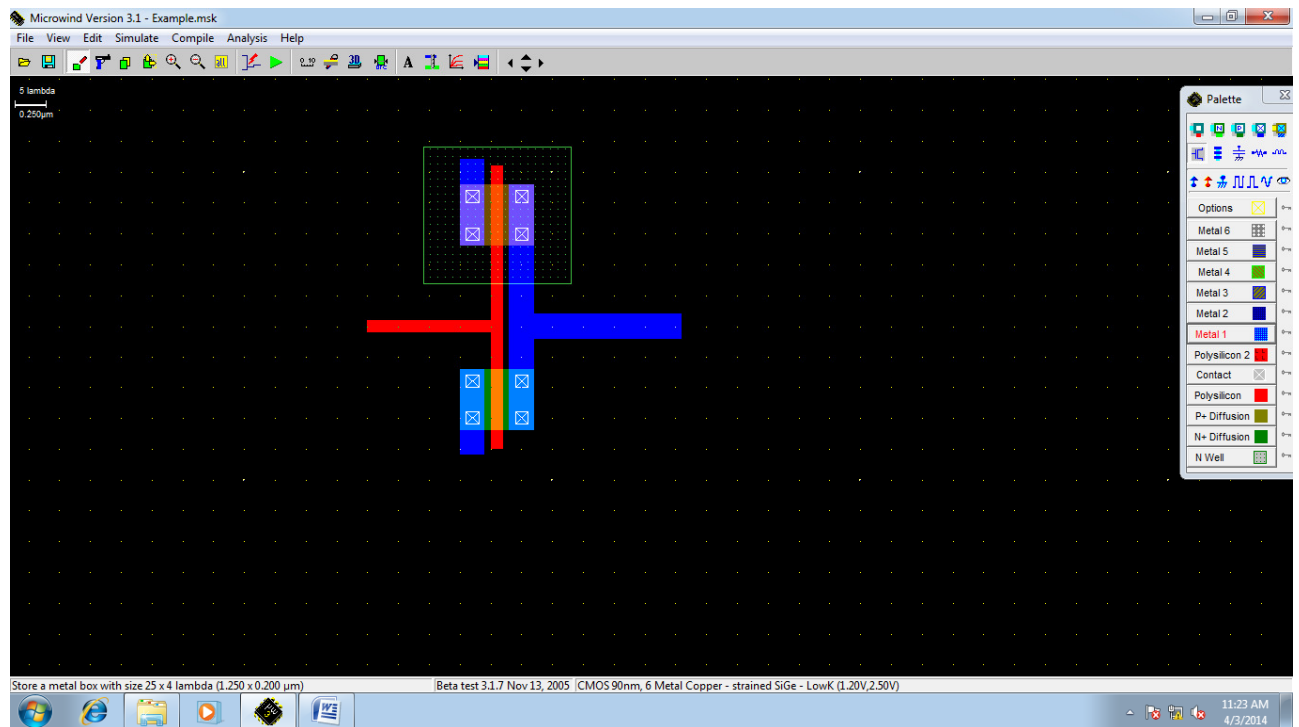 Microwind Version 3.1 - Example.msk
File View Edit Simulate Compile Analysis Help
5 lambda
0.250µm
Palette
Options
Metal 6
Metal 5
Metal 4
Metal 3
Metal 2
Metal 1
Polysilicon 2
Contact
Polysilicon
P+ Diffusion
N+ Diffusion
N Well
Store a metal box with size 25 x 4 lambda (1.250 x 0.200 µm) Beta test 3.1.7 Nov 13, 2005 CMOS 90nm, 6 Metal Copper - strained SiGe - LowK (1.20V,2.50V)
11:23 AM
4/3/2014